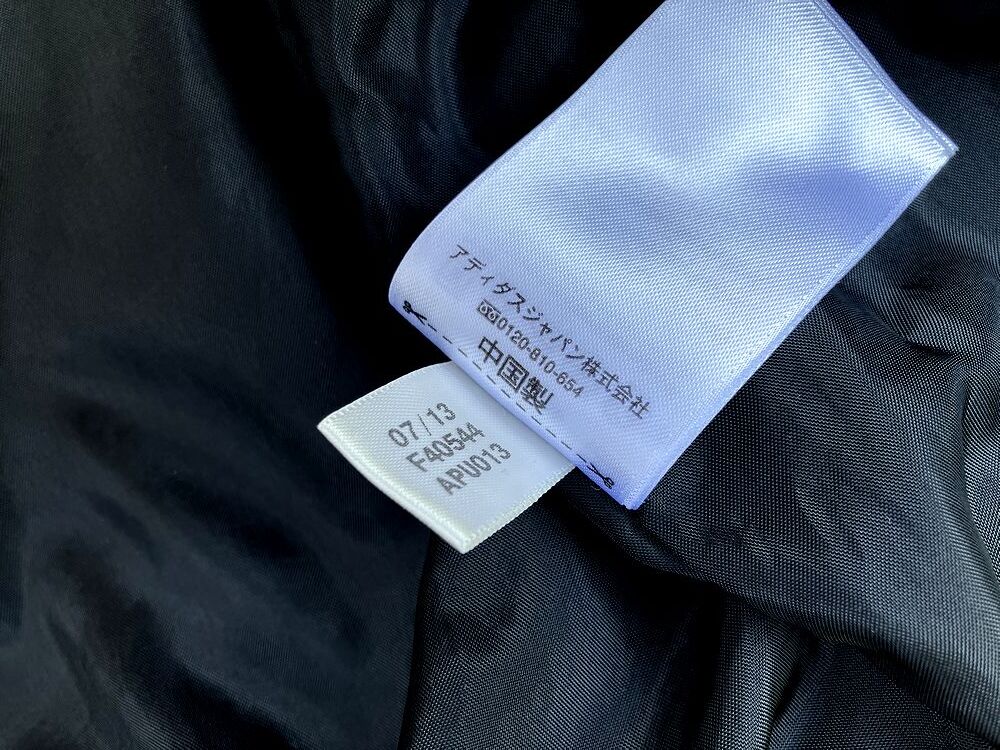 アディダスジャパン株式会社
0120-810-654
中国製
07/13
F40544
APU013